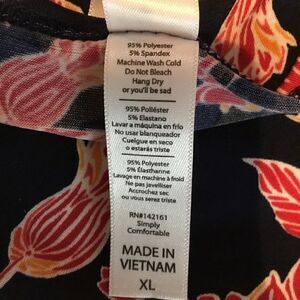 95% Polyester
5% Spandex
Machine Wash Cold
Do Not Bleach
Hang Dry
or you'll be sad
95% Poliéster
5% Elastano
Lavar a máquina en frío
No usar blanqueador
Cuelgue en seco
o estarás triste
95% Polyester
5% Élasthanne
Lavage en machine à froid
Ne pas javelliser
Accrochez sec
ou vous serez triste
RN#142161
Simply
Comfortable
MADE IN
VIETNAM
XL